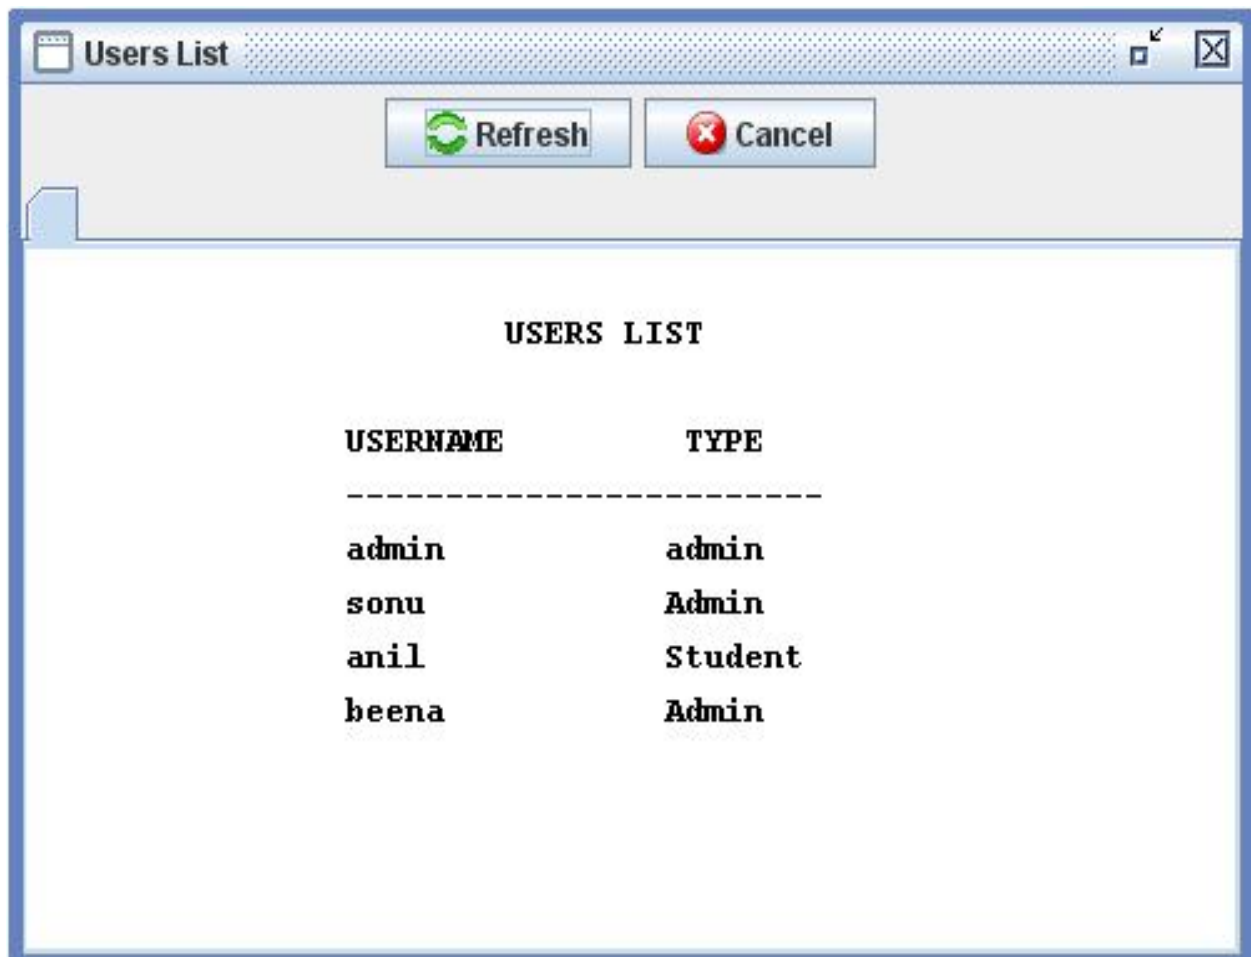 Users List
Refresh Cancel
USERS LIST
USERNAME TYPE
------------------------
admin admin
sonu Admin
anil Student
beena Admin